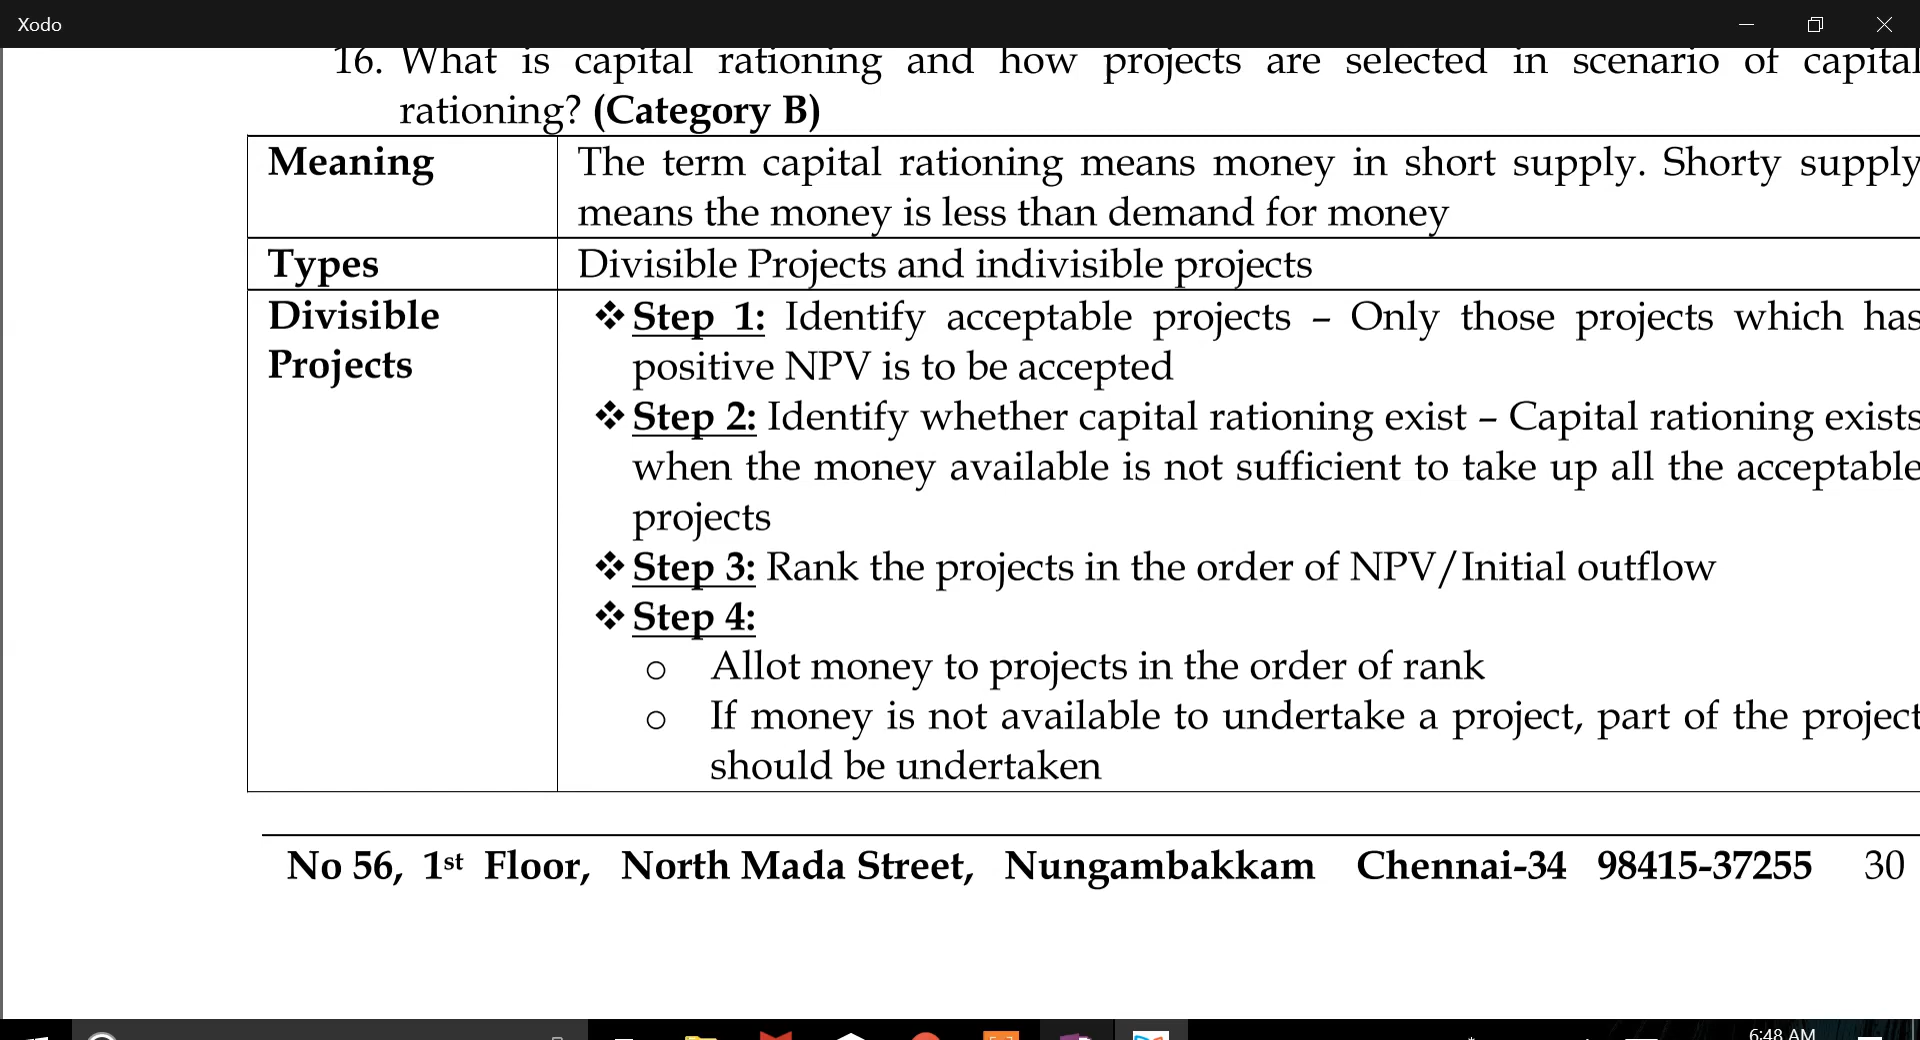 Xodo
16. What is capital rationing and how projects are selected in scenario of capital
rationing? (Category B)
Meaning
The term capital rationing means money in short supply. Shorty supply
means the money is less than demand for money
Types
Divisible Projects and indivisible projects
Divisible
Projects
❖ Step 1: Identify acceptable projects – Only those projects which has
positive NPV is to be accepted
❖ Step 2: Identify whether capital rationing exist – Capital rationing exists
when the money available is not sufficient to take up all the acceptable
projects
❖ Step 3: Rank the projects in the order of NPV/Initial outflow
❖ Step 4:
o Allot money to projects in the order of rank
o If money is not available to undertake a project, part of the project
should be undertaken
No 56, 1st Floor, North Mada Street, Nungambakkam Chennai-34 98415-37255 30
6:48 AM